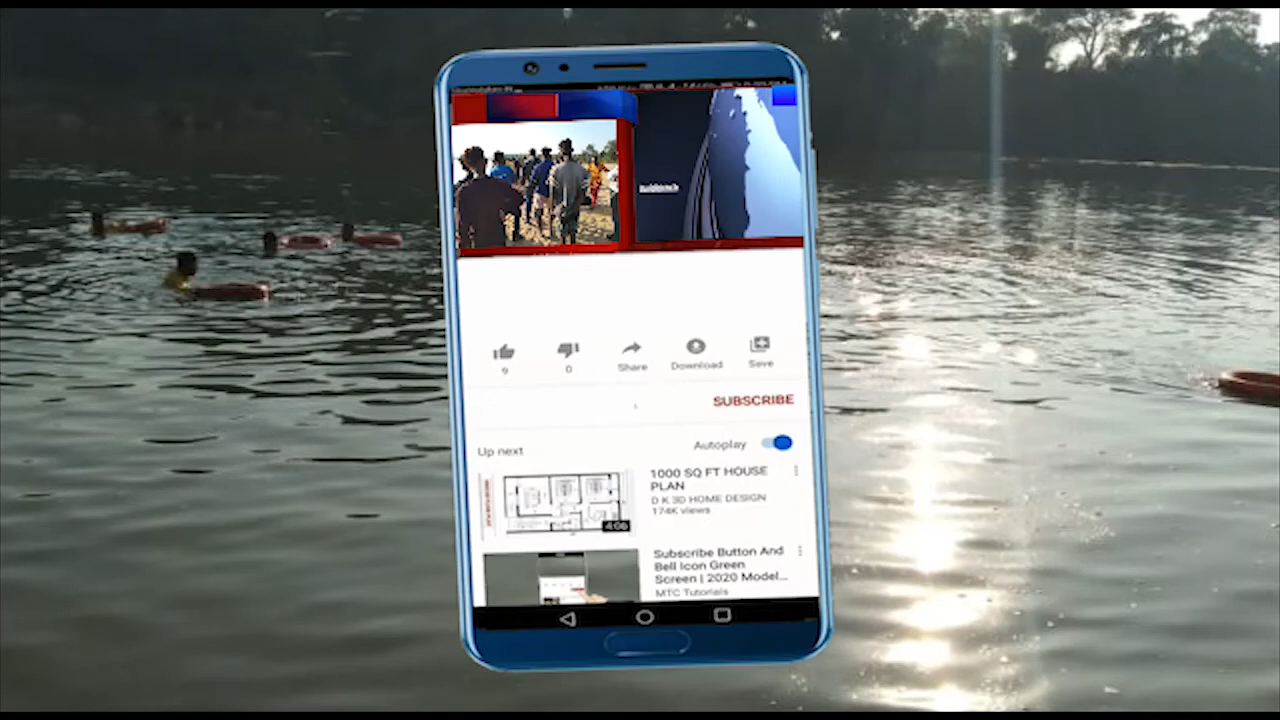 9
0
Share
Download
Save
SUBSCRIBE
Up next
Autoplay
1000 SQ FT HOUSE
PLAN
D K 3D HOME DESIGN
174K views
4:06
Subscribe Button And
Bell Icon Green
Screen | 2020 Model...
MTC Tutorials